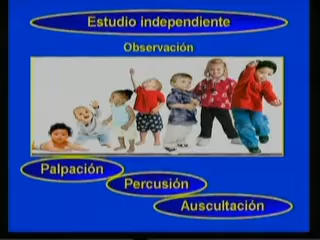 Estudio independiente
Observación
Palpación
Percusión
Auscultación